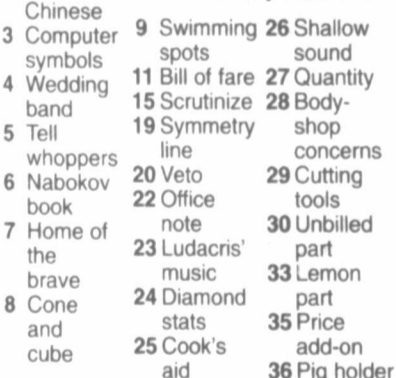 Chinese
3 Computer
symbols
4 Wedding
band
5 Tell
whoppers
6 Nabokov
book
7 Home of
the
brave
8 Cone
and
cube
9 Swimming
spots
11 Bill of fare
15 Scrutinize
19 Symmetry
line
20 Veto
22 Office
note
23 Ludacris'
music
24 Diamond
stats
25 Cook's
aid
26 Shallow
sound
27 Quantity
28 Body-
shop
concerns
29 Cutting
tools
30 Unbilled
part
33 Lemon
part
35 Price
add-on
36 Pig holder